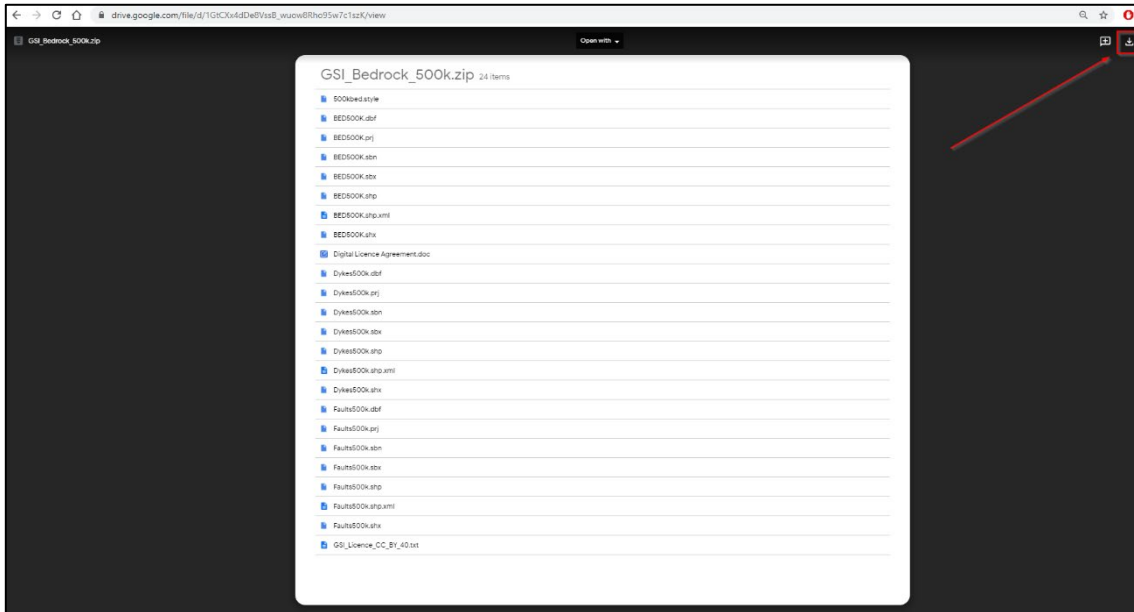 drive.google.com/file/d/1GtCXx4dDe8VssB_wuow8Rho95w7c1szK/view
GSI_Bedrock_500k.zip
Open with
GSI_Bedrock_500k.zip 24 items
500kbed.style
BED500K.dbf
BED500K.prj
BED500K.sbn
BED500K.sbx
BED500K.shp
BED500K.shp.xml
BED500K.shx
Digital Licence Agreement.doc
Dykes500k.dbf
Dykes500k.prj
Dykes500k.sbn
Dykes500k.sbx
Dykes500k.shp
Dykes500k.shp.xml
Dykes500k.shx
Faults500k.dbf
Faults500k.prj
Faults500k.sbn
Faults500k.sbx
Faults500k.shp
Faults500k.shp.xml
Faults500k.shx
GSI_Licence_CC_BY_40.txt